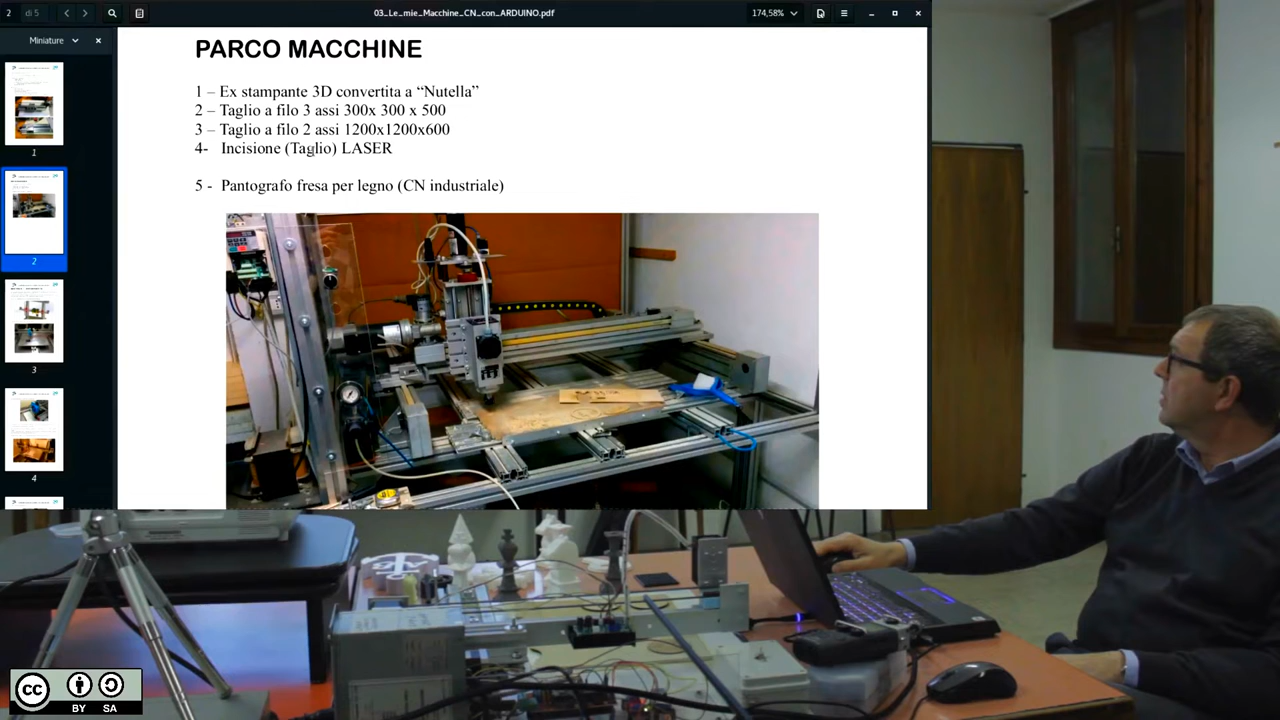 2
di 5
03_Le_mie_Macchine_CN_con_ARDUINO.pdf
174,58%
Miniature
1
2
3
4
PARCO MACCHINE
1 – Ex stampante 3D convertita a “Nutella”
2 – Taglio a filo 3 assi 300x 300 x 500
3 – Taglio a filo 2 assi 1200x1200x600
4- Incisione (Taglio) LASER
5 - Pantografo fresa per legno (CN industriale)
cc
BY SA